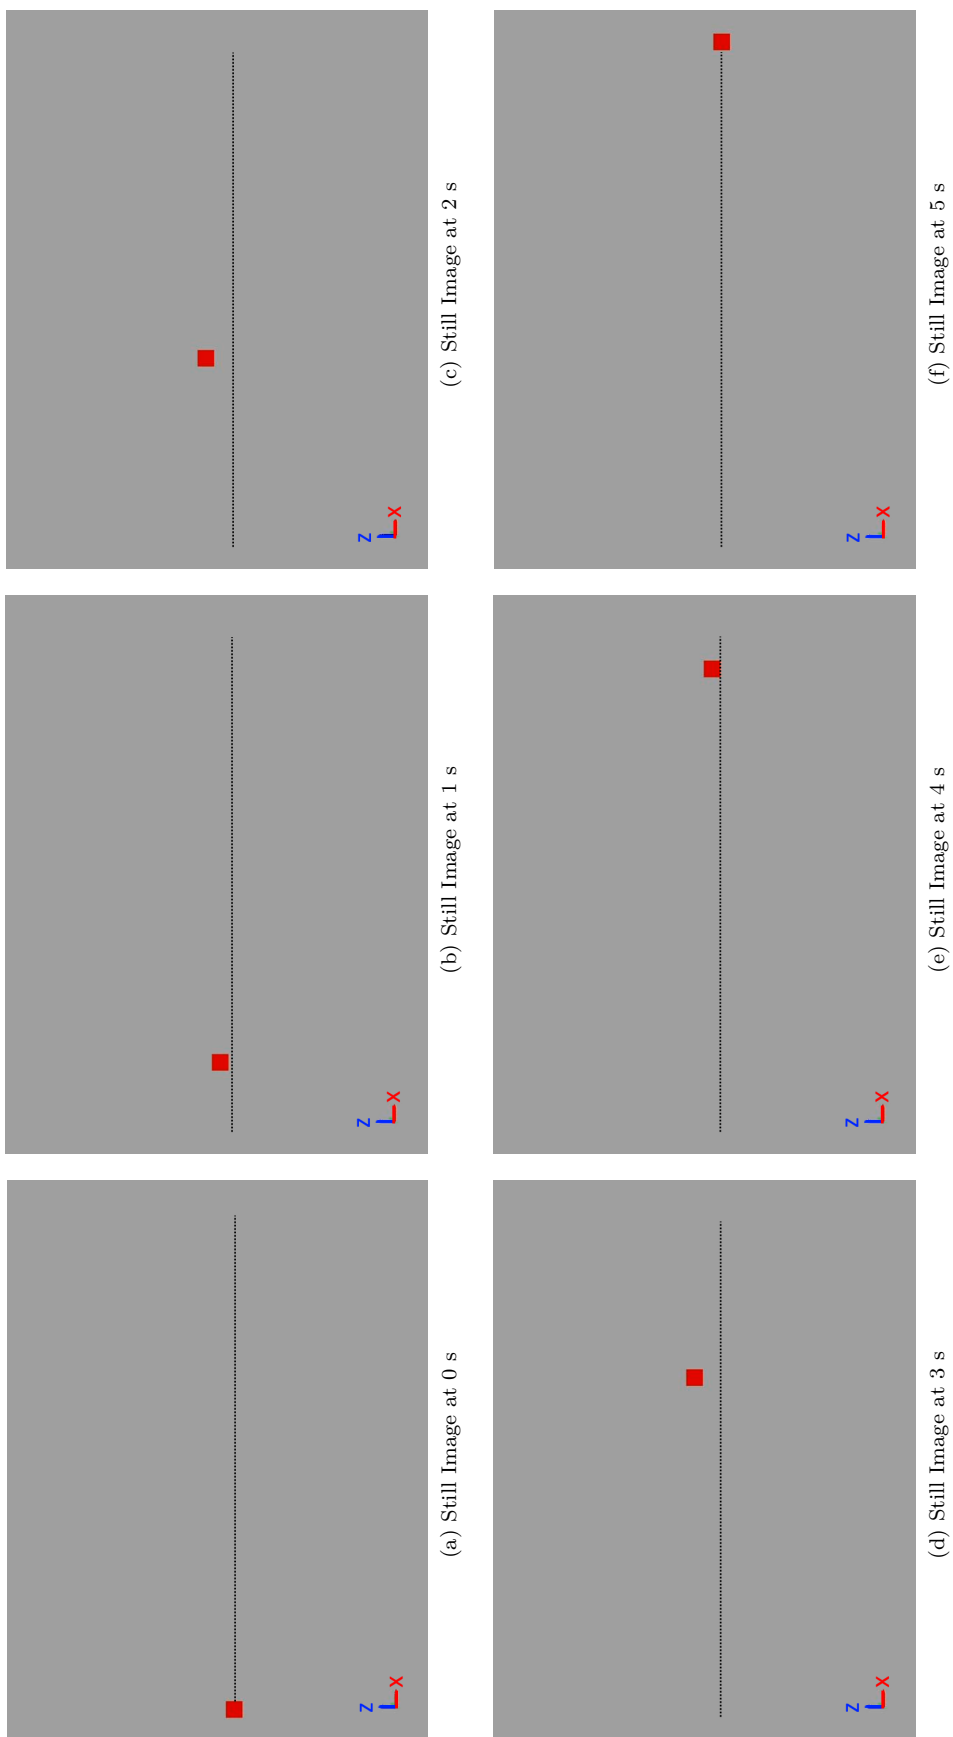 Z
X
(a) Still Image at 0 s
Z
X
(b) Still Image at 1 s
Z
X
(c) Still Image at 2 s
Z
X
(d) Still Image at 3 s
Z
X
(e) Still Image at 4 s
Z
X
(f) Still Image at 5 s